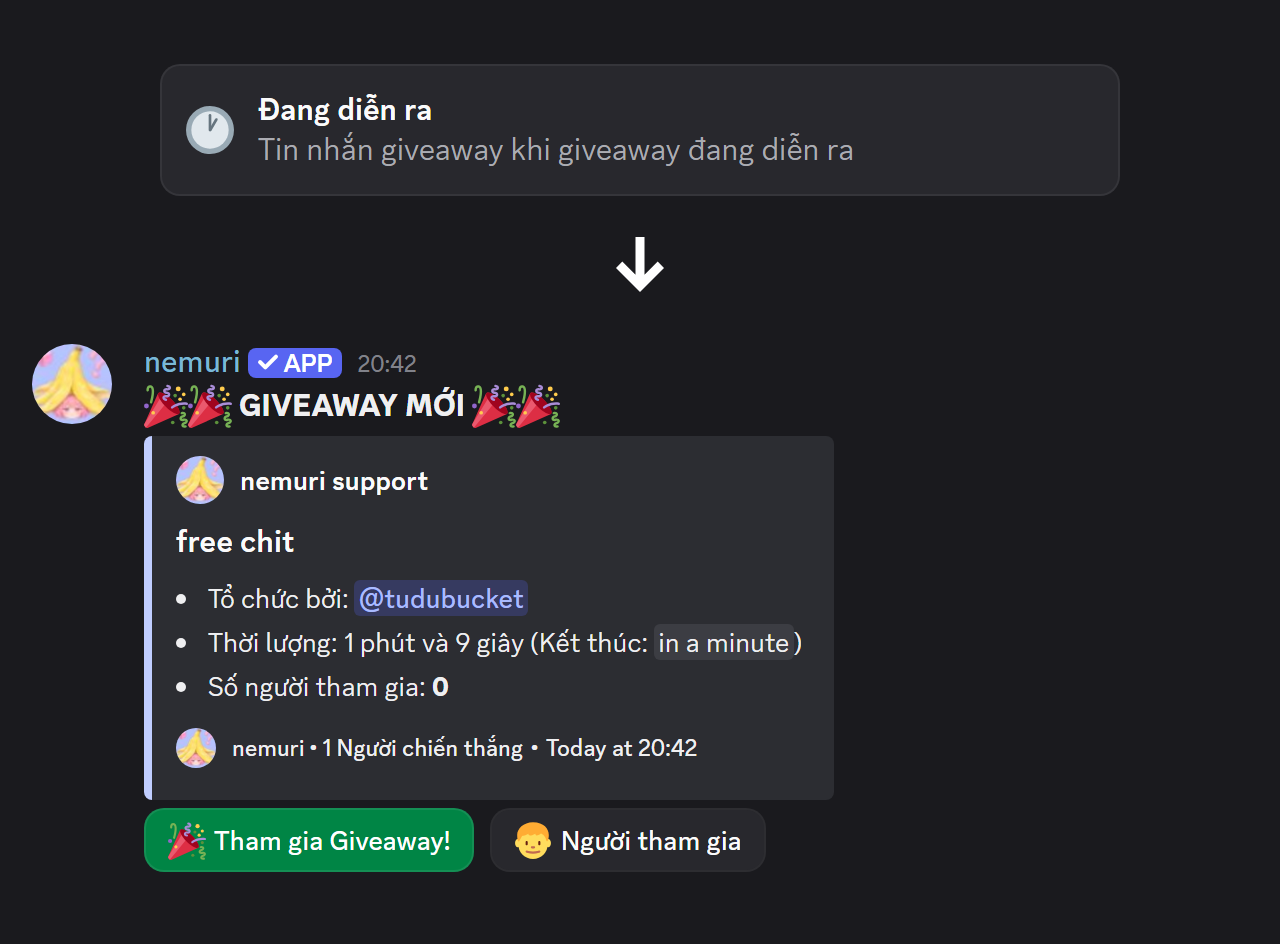 Đang diễn ra
Tin nhắn giveaway khi giveaway đang diễn ra
nemuri APP 20:42
GIVEAWAY MỚI
nemuri support
free chit
Tổ chức bởi: @tudubucket
Thời lượng: 1 phút và 9 giây (Kết thúc: in a minute)
Số người tham gia: 0
nemuri • 1 Người chiến thắng • Today at 20:42
Tham gia Giveaway! Người tham gia